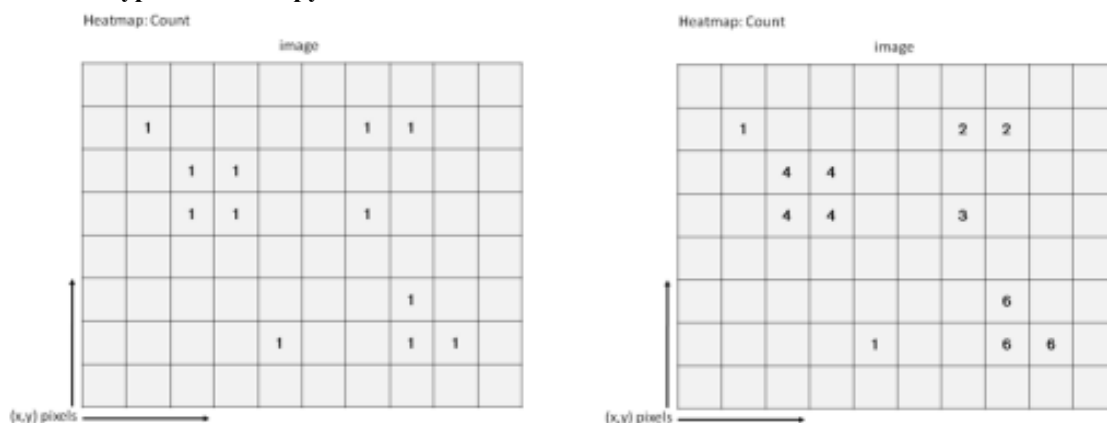 Heatmap: Count
image
1 1 1
1 1
1 1 1
1
1 1 1
(x,y) pixels
Heatmap: Count
image
1 2 2
4 4
4 4 3
6
1 6 6
(x,y) pixels